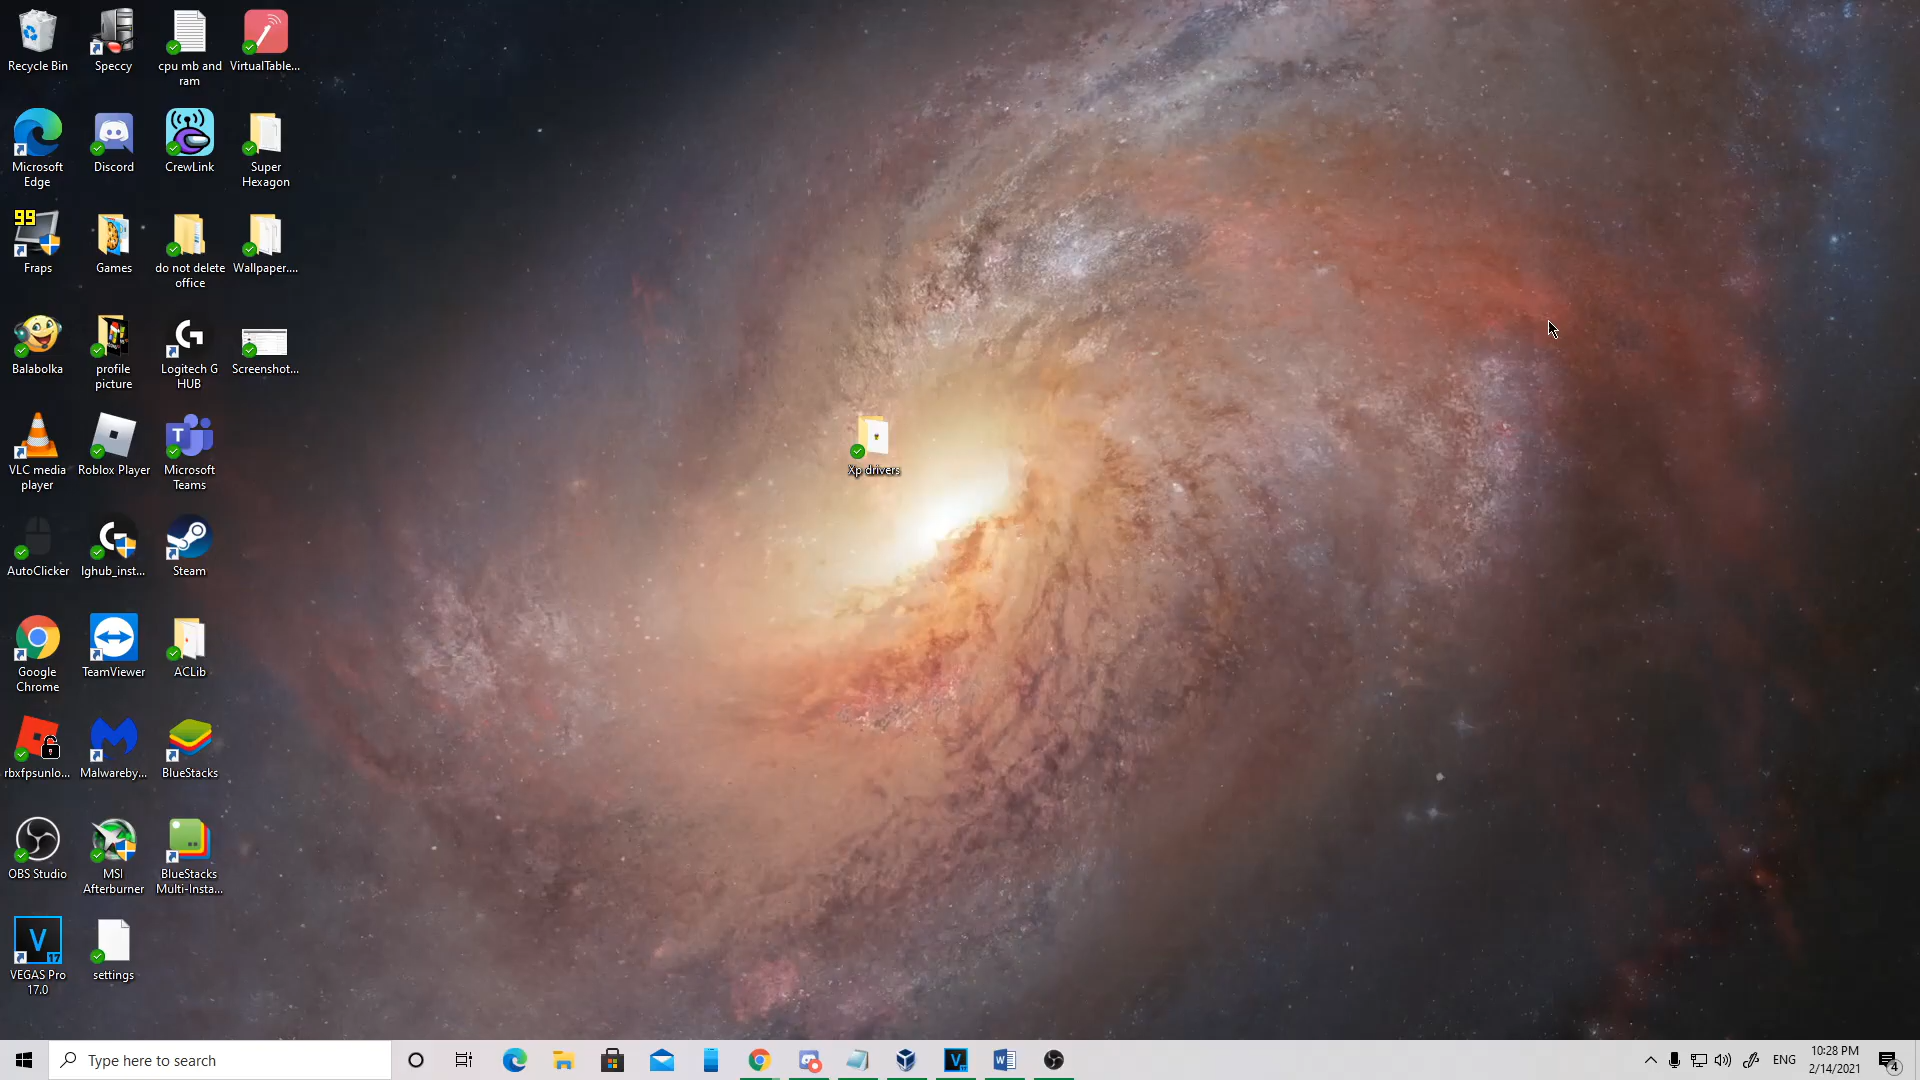 Recycle Bin
Speccy
cpu mb and
ram
VirtualTable...
Microsoft
Edge
Discord
CrewLink
Super
Hexagon
99
Fraps
Games
do not delete
office
Wallpaper....
Balabolka
profile
picture
Logitech G
HUB
Screenshot...
VLC media
player
Roblox Player
Microsoft
Teams
Xp drivers
AutoClicker
lghub_inst...
Steam
Google
Chrome
TeamViewer
ACLib
rbxfpsunlo...
Malwareby...
BlueStacks
OBS Studio
MSI
Afterburner
BlueStacks
Multi-Insta...
V
17
VEGAS Pro
17.0
settings
Type here to search
ENG
10:28 PM
2/14/2021
4